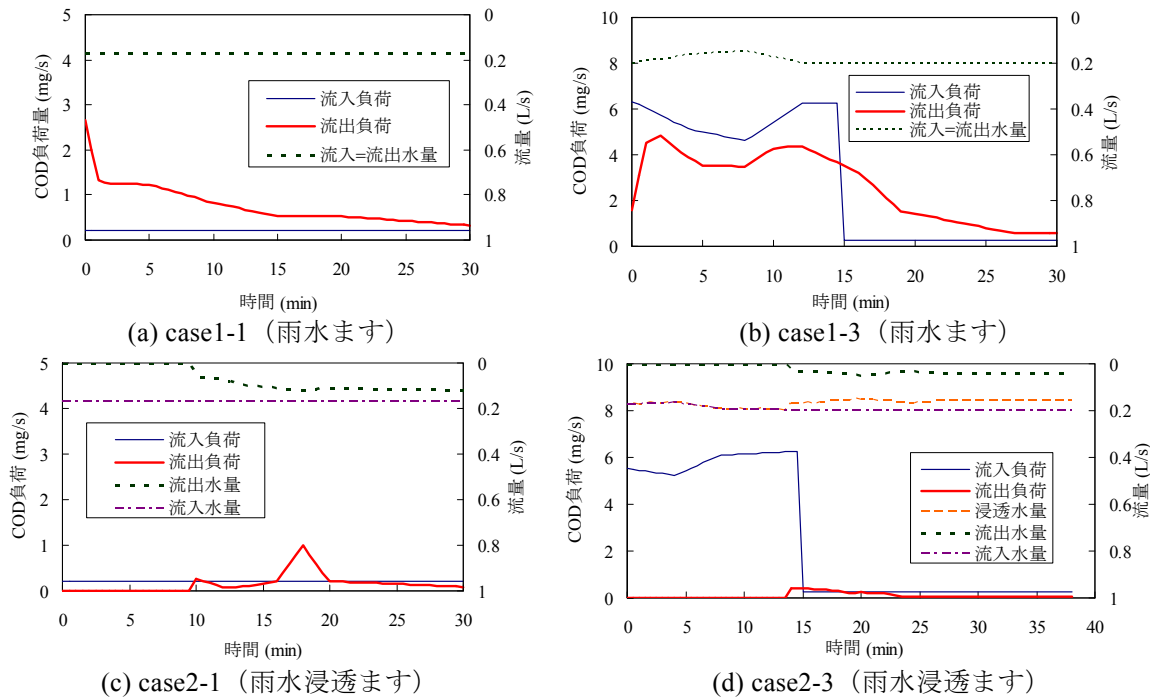 5
4
3
2
1
0
COD負荷量 (mg/s)
0
0.2
0.4
0.6
0.8
1
流量 (L/s)
流入負荷
流出負荷
流入=流出水量
0 5 10 15 20 25 30
時間 (min)
(a) case1-1（雨水ます）
10
8
6
4
2
0
COD負荷 (mg/s)
0
0.2
0.4
0.6
0.8
1
流量 (L/s)
流入負荷
流出負荷
流入=流出水量
0 5 10 15 20 25 30
時間 (min)
(b) case1-3（雨水ます）
5
4
3
2
1
0
COD負荷 (mg/s)
0
0.2
0.4
0.6
0.8
1
流量 (L/s)
流入負荷
流出負荷
流出水量
流入水量
0 5 10 15 20 25 30
時間 (min)
(c) case2-1（雨水浸透ます）
10
8
6
4
2
0
COD負荷 (mg/s)
0
0.2
0.4
0.6
0.8
1
流量 (L/s)
流入負荷
流出負荷
浸透水量
流出水量
流入水量
0 5 10 15 20 25 30 35 40
時間 (min)
(d) case2-3（雨水浸透ます）